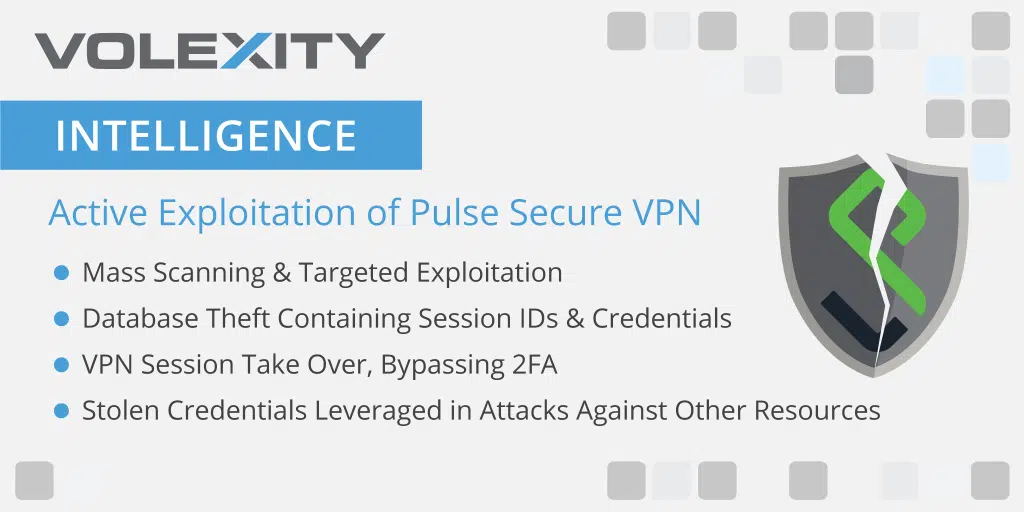 VOLEXITY
INTELLIGENCE
Active Exploitation of Pulse Secure VPN
Mass Scanning & Targeted Exploitation
Database Theft Containing Session IDs & Credentials
VPN Session Take Over, Bypassing 2FA
Stolen Credentials Leveraged in Attacks Against Other Resources